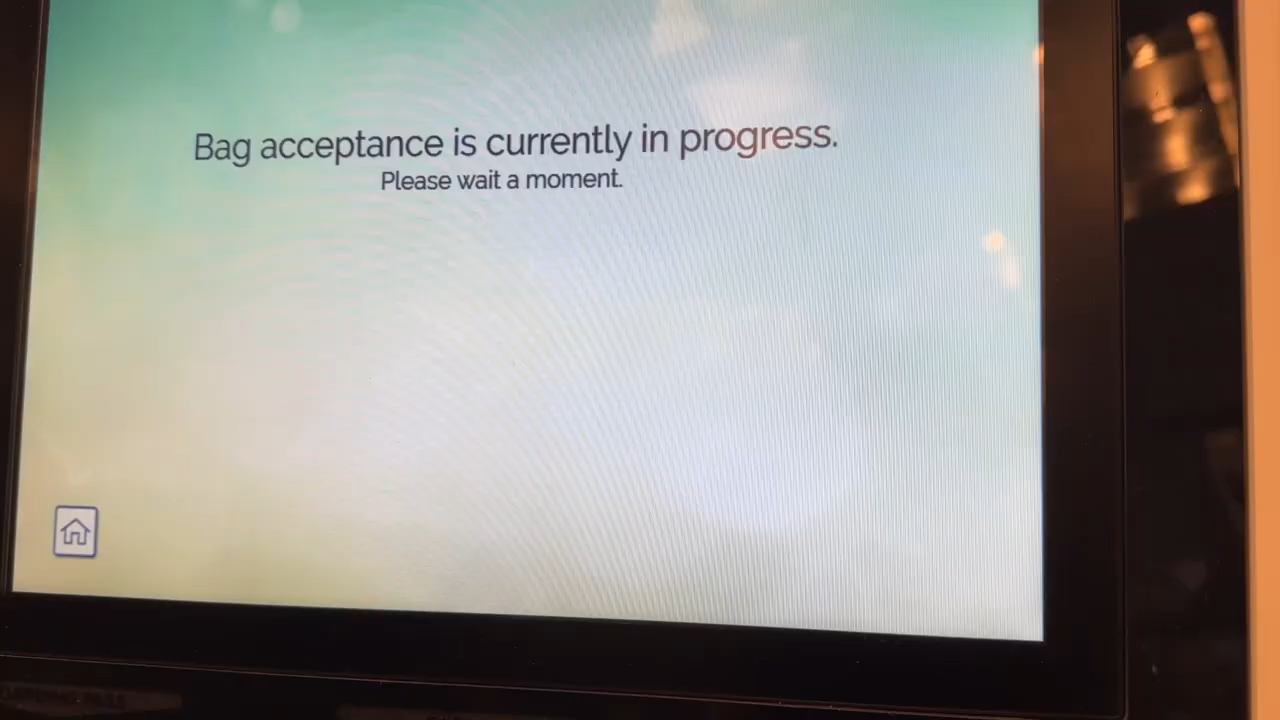 Bag acceptance is currently in progress.
Please wait a moment.